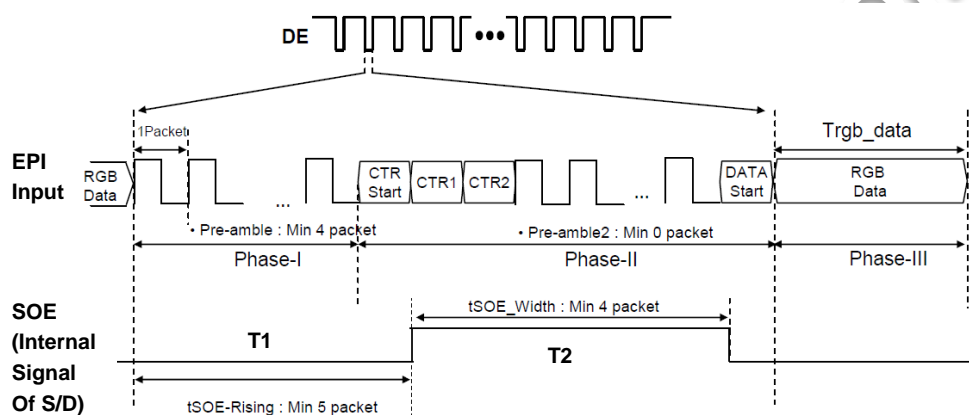 DE
•••
1Packet
Trgb_data
EPI
Input
RGB
Data
...
CTR
Start
CTR1
CTR2
...
DATA
Start
RGB
Data
• Pre-amble : Min 4 packet
• Pre-amble2 : Min 0 packet
Phase-I
Phase-II
Phase-III
SOE
(Internal
Signal
Of S/D)
tSOE_Width : Min 4 packet
T1
T2
tSOE-Rising : Min 5 packet